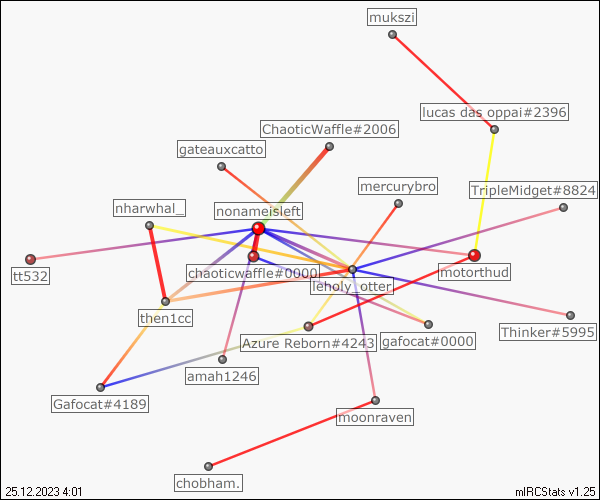 mukszi
lucas das oppai#2396
ChaoticWaffle#2006
gateauxcatto
mercurybro
TripleMidget#8824
nharwhal_
nonameisleft
tt532
chaoticwaffle#0000
motorthud
leholy_otter
then1cc
Thinker#5995
Azure Reborn#4243
gafocat#0000
amah1246
Gafocat#4189
moonraven
chobham.
25.12.2023 4:01
mIRCStats v1.25